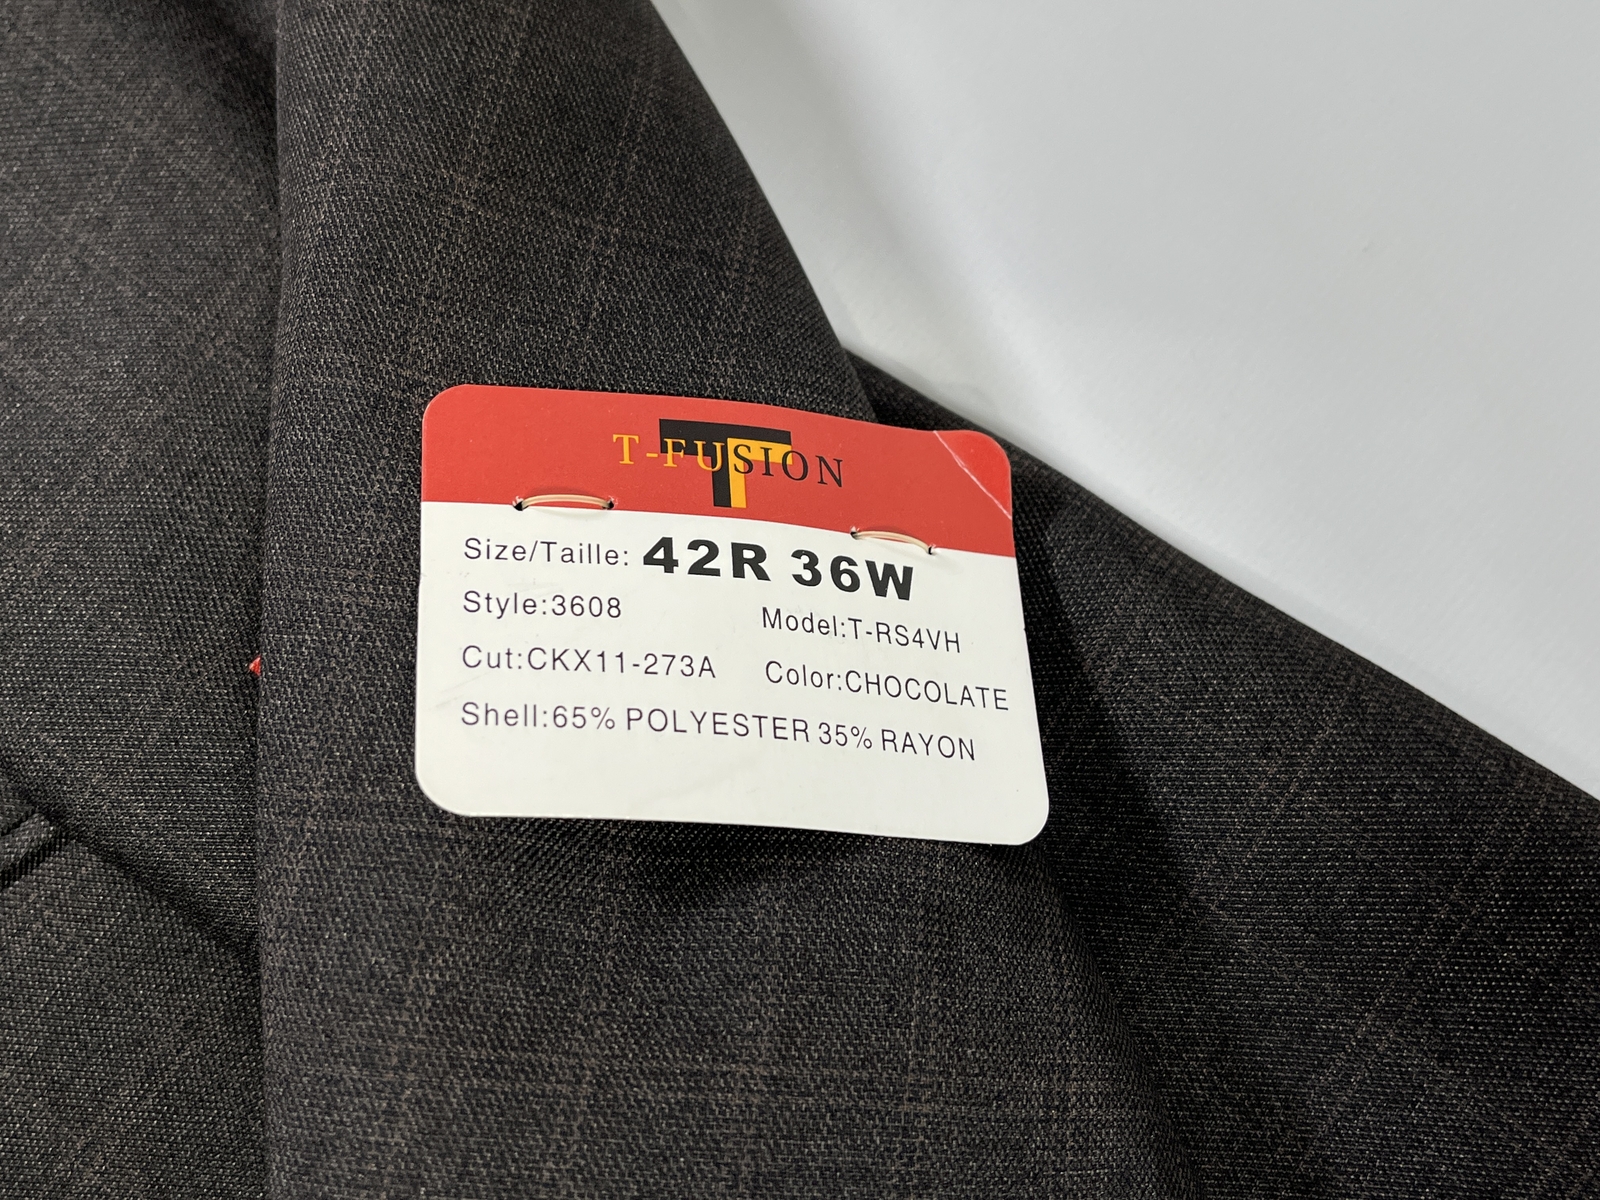 T-FUSION
Size/Taille: 42R 36W
Style:3608 Model:T-RS4VH
Cut:CKX11-273A Color:CHOCOLATE
Shell:65% POLYESTER 35% RAYON